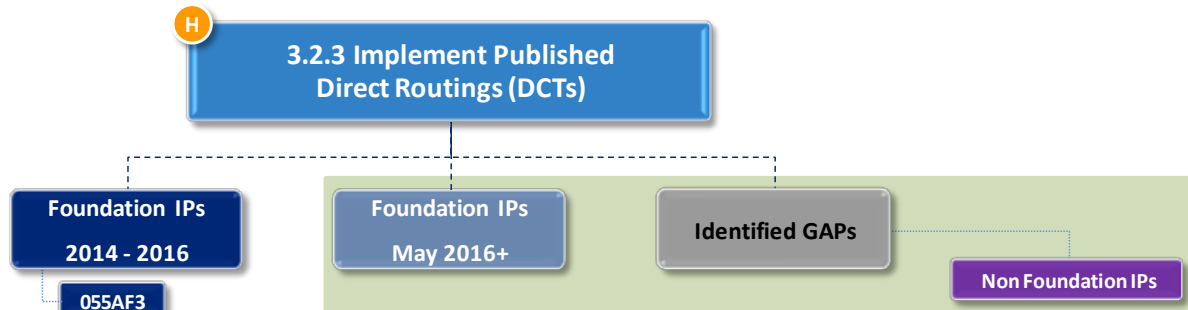 H
3.2.3 Implement Published
Direct Routings (DCTs)
Foundation IPs
2014 - 2016
Foundation IPs
May 2016+
Identified GAPs
Non Foundation IPs
055AF3